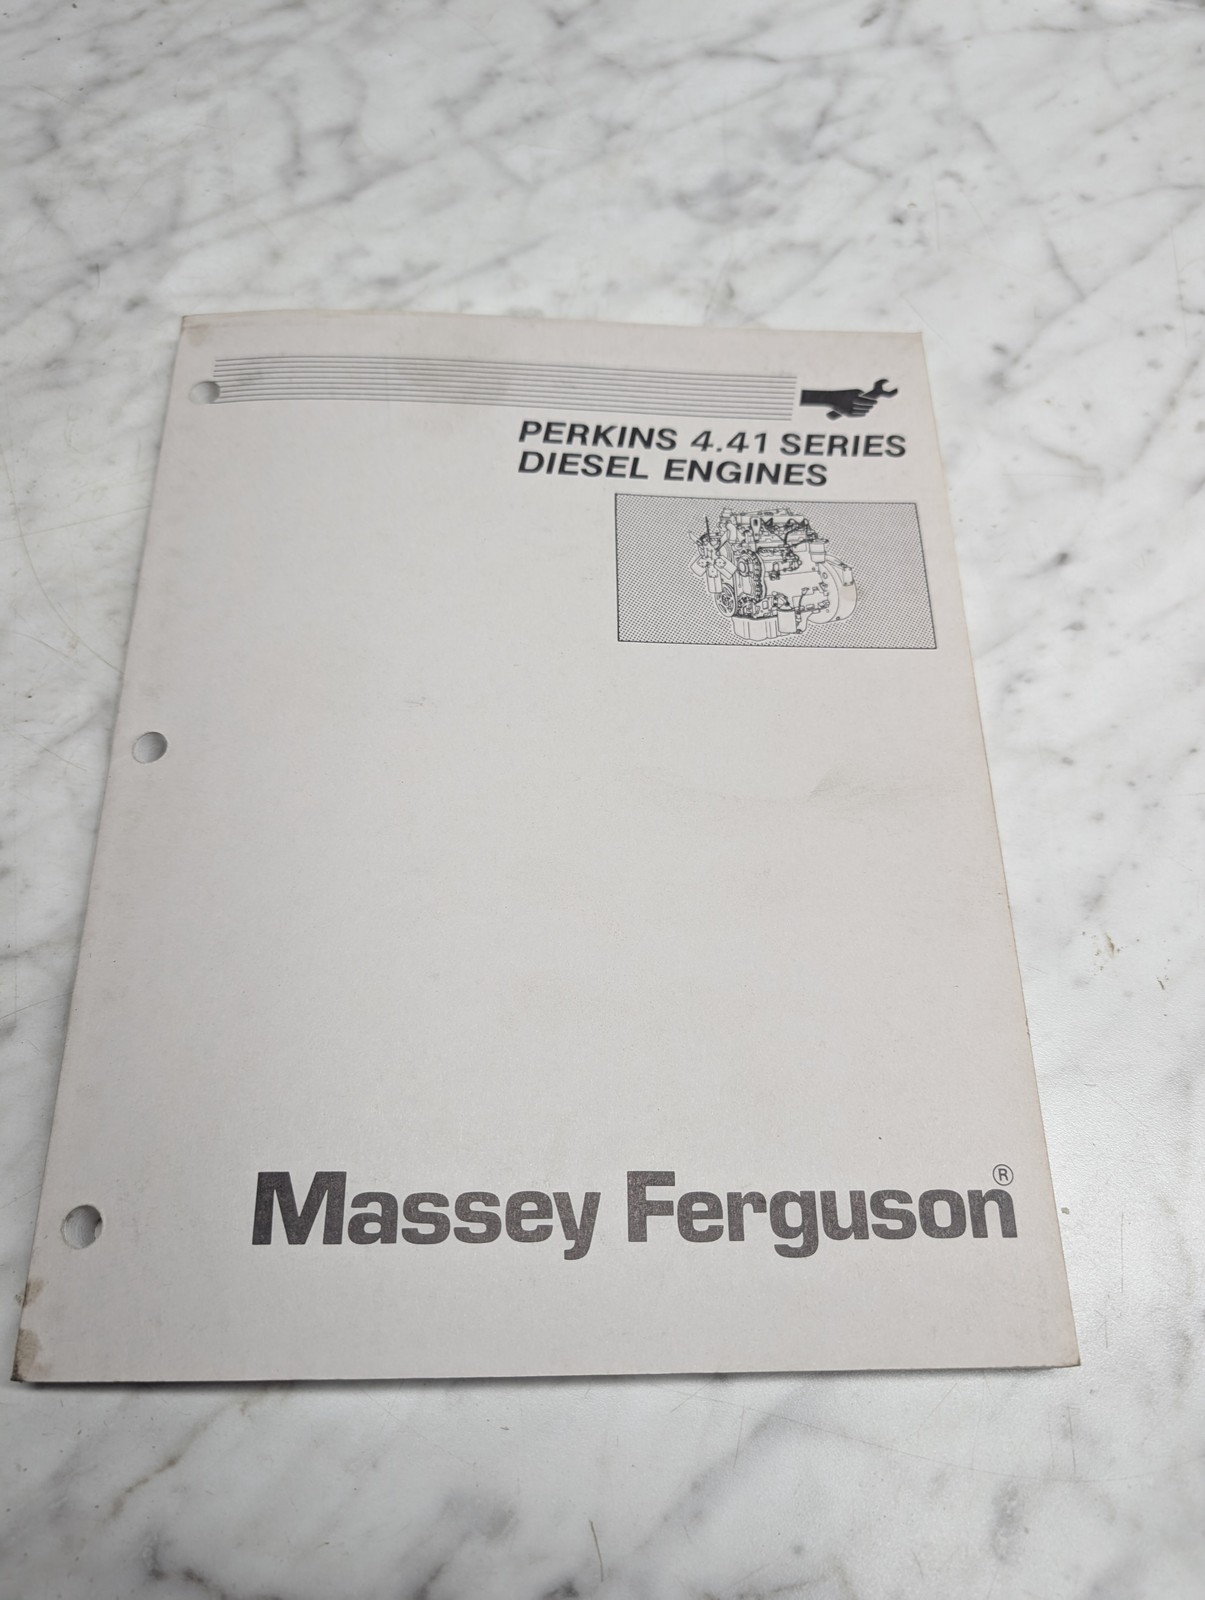 PERKINS 4.41 SERIES
DIESEL ENGINES
Massey Ferguson®